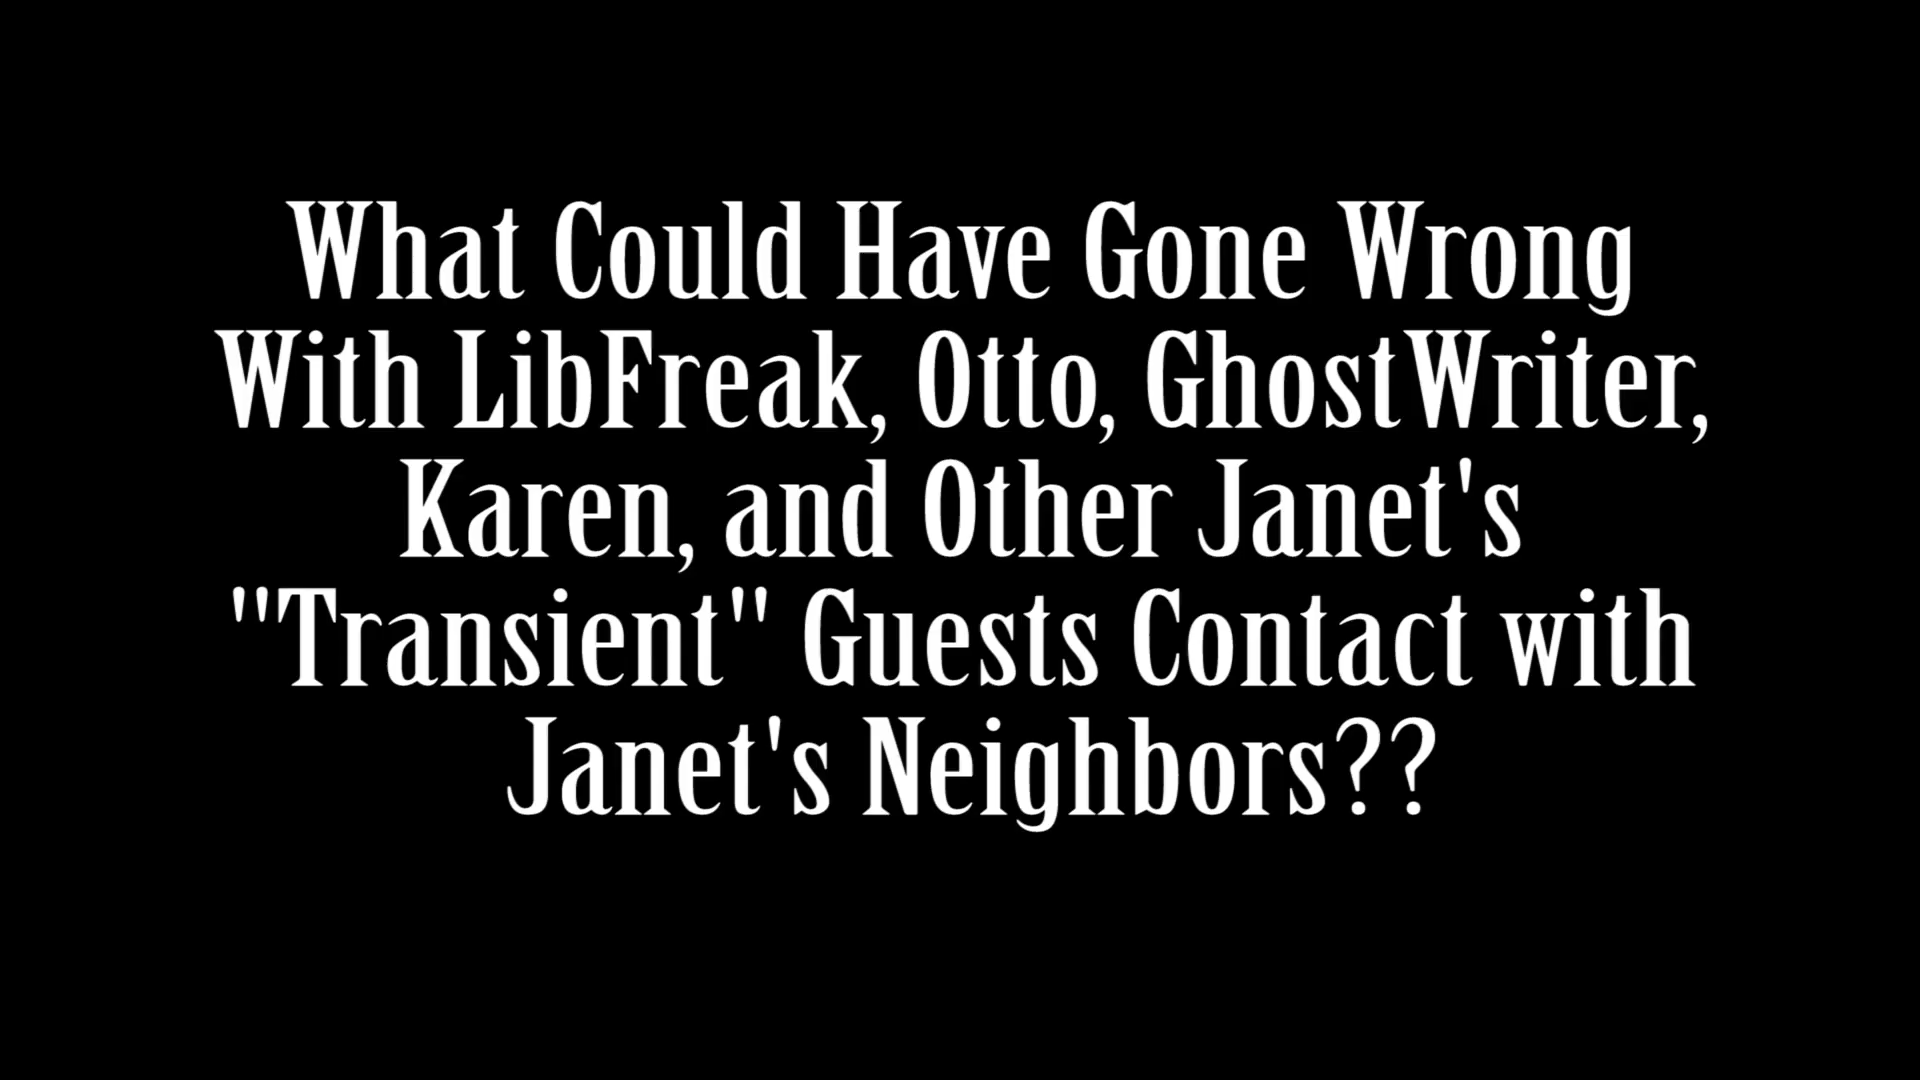 What Could Have Gone Wrong
With LibFreak, Otto, GhostWriter,
Karen, and Other Janet's
"Transient" Guests Contact with
Janet's Neighbors??